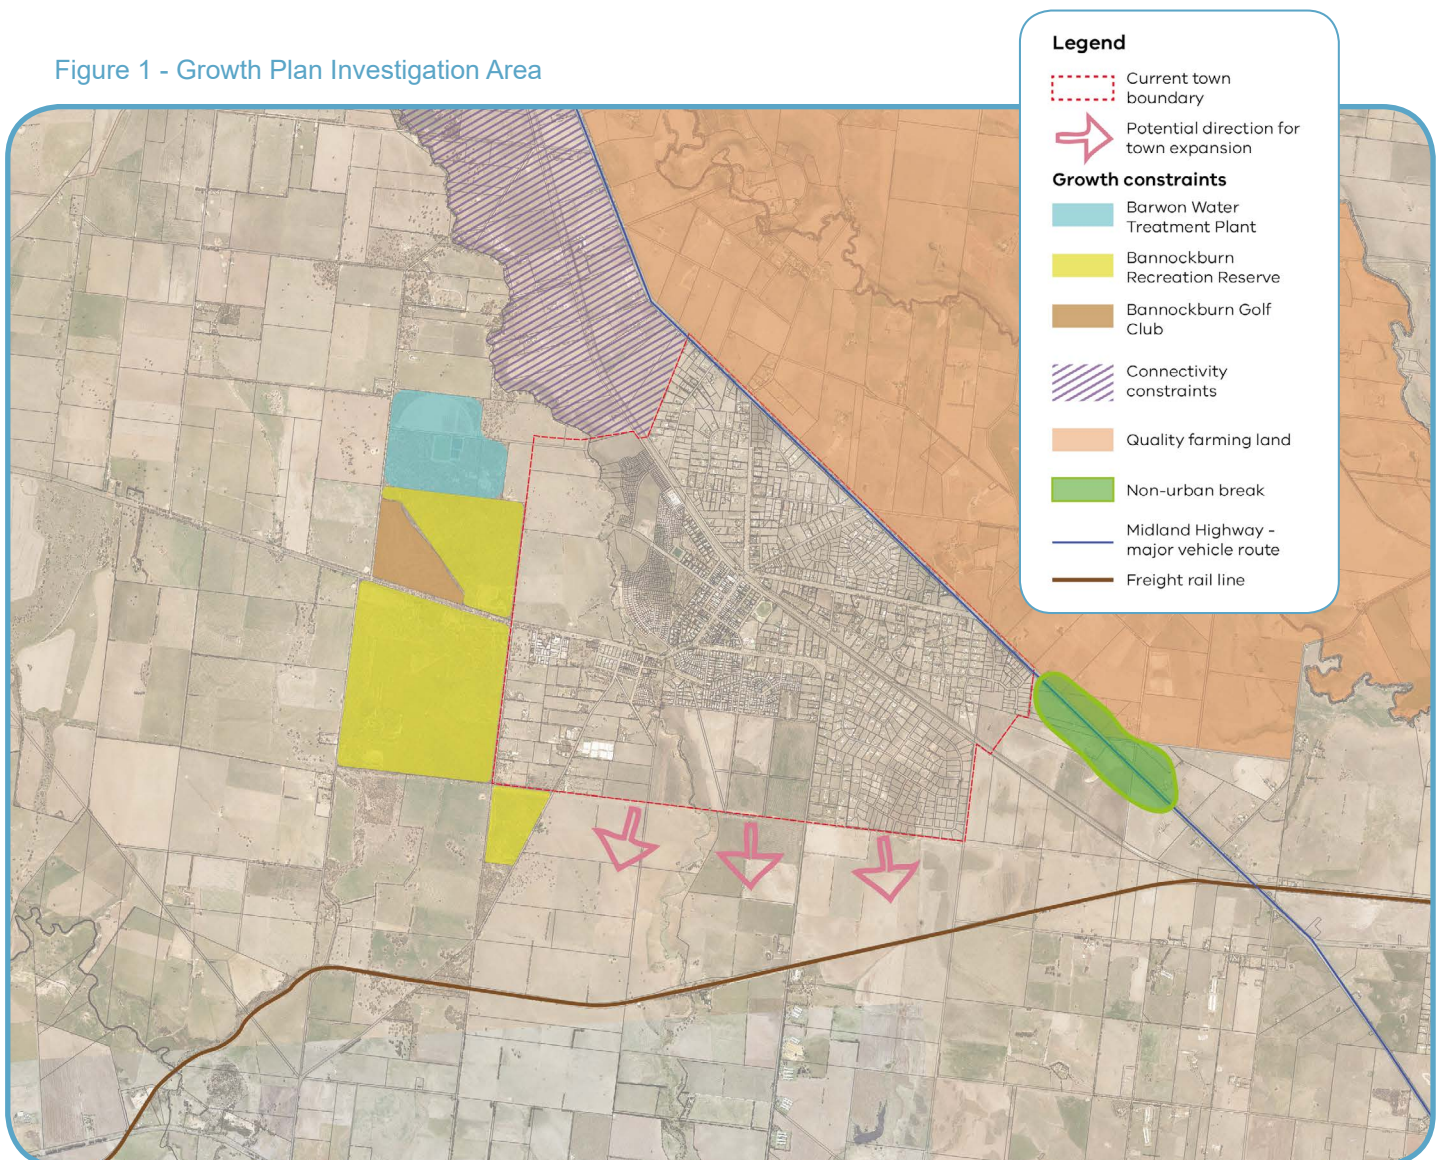 Figure 1 - Growth Plan Investigation Area
Legend
Current town
boundary
Potential direction for
town expansion
Growth constraints
Barwon Water
Treatment Plant
Bannockburn
Recreation Reserve
Bannockburn Golf
Club
Connectivity
constraints
Quality farming land
Non-urban break
Midland Highway -
major vehicle route
Freight rail line